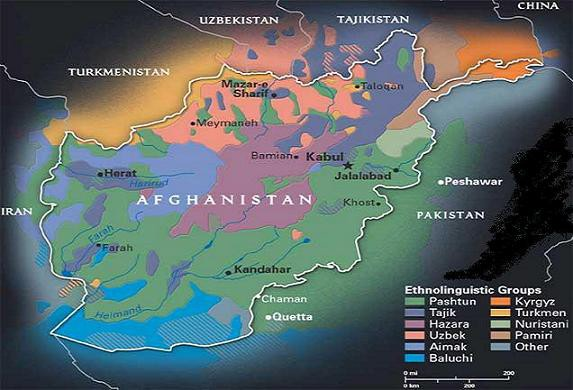 CHINA
UZBEKISTAN
TAJIKISTAN
TURKMENISTAN
Mazar-e
Sharif
Taloqan
Meymaneh
Bamian
Kabul
Jalalabad
Herat
Harirud
Peshawar
AFGHANISTAN
Khost
IRAN
PAKISTAN
Farah
Farah
Kandahar
Chaman
Helmand
Quetta
Ethnolinguistic Groups
Pashtun
Tajik
Hazara
Uzbek
Aimak
Baluchi
Kyrgyz
Turkmen
Nuristani
Pamiri
Other
0 mi 200
0 km 200